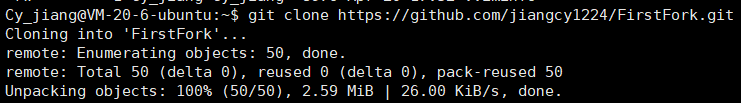 Cy_jiang@VM-20-6-ubuntu:~$ git clone https://github.com/jiangcy1224/FirstFork.git
Cloning into 'FirstFork'...
remote: Enumerating objects: 50, done.
remote: Total 50 (delta 0), reused 0 (delta 0), pack-reused 50
Unpacking objects: 100% (50/50), 2.59 MiB | 26.00 KiB/s, done.